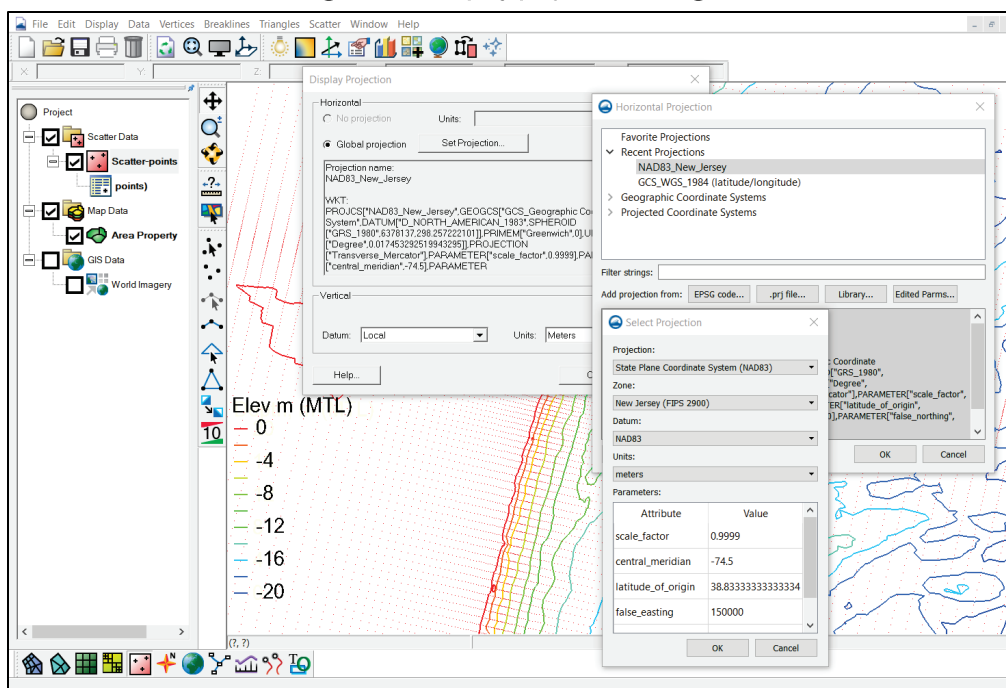 File Edit Display Data Vertices Breaklines Triangles Scatter Window Help
X: Y: Z:
Project
Scatter Data
Scatter-points
points)
Map Data
Area Property
GIS Data
World Imagery
10
Elev m (MTL)
0
-4
-8
-12
-16
-20
(?, ?)
Display Projection
Horizontal
No projection Units:
Global projection Set Projection...
Projection name:
NAD83_New_Jersey
WKT:
PROJCS["NAD83_New_Jersey",GEOGCS["GCS_Geographic Co
System",DATUM["D_NORTH_AMERICAN_1983",SPHEROID
["GRS_1980",6378137,298.257222101]],PRIMEM["Greenwich",0],U
["Degree",0.017453292519943295]],PROJECTION
["Transverse_Mercator"],PARAMETER["scale_factor",0.9999],PA
["central_meridian",-74.5],PARAMETER
Vertical
Datum: Local Units: Meters
Help...
Horizontal Projection
Favorite Projections
Recent Projections
NAD83_New_Jersey
GCS_WGS_1984 (latitude/longitude)
Geographic Coordinate Systems
Projected Coordinate Systems
Filter strings:
Add projection from: EPSG code... .prj file... Library... Edited Parms...
: Coordinate
["GRS_1980",
"Degree",
cator"],PARAMETER["scale_factor",
ER["latitude_of_origin",
],PARAMETER["false_northing",
OK Cancel
Select Projection
Projection:
State Plane Coordinate System (NAD83)
Zone:
New Jersey (FIPS 2900)
Datum:
NAD83
Units:
meters
Parameters:
Attribute Value
scale_factor 0.9999
central_meridian -74.5
latitude_of_origin 38.83333333333334
false_easting 150000
OK Cancel